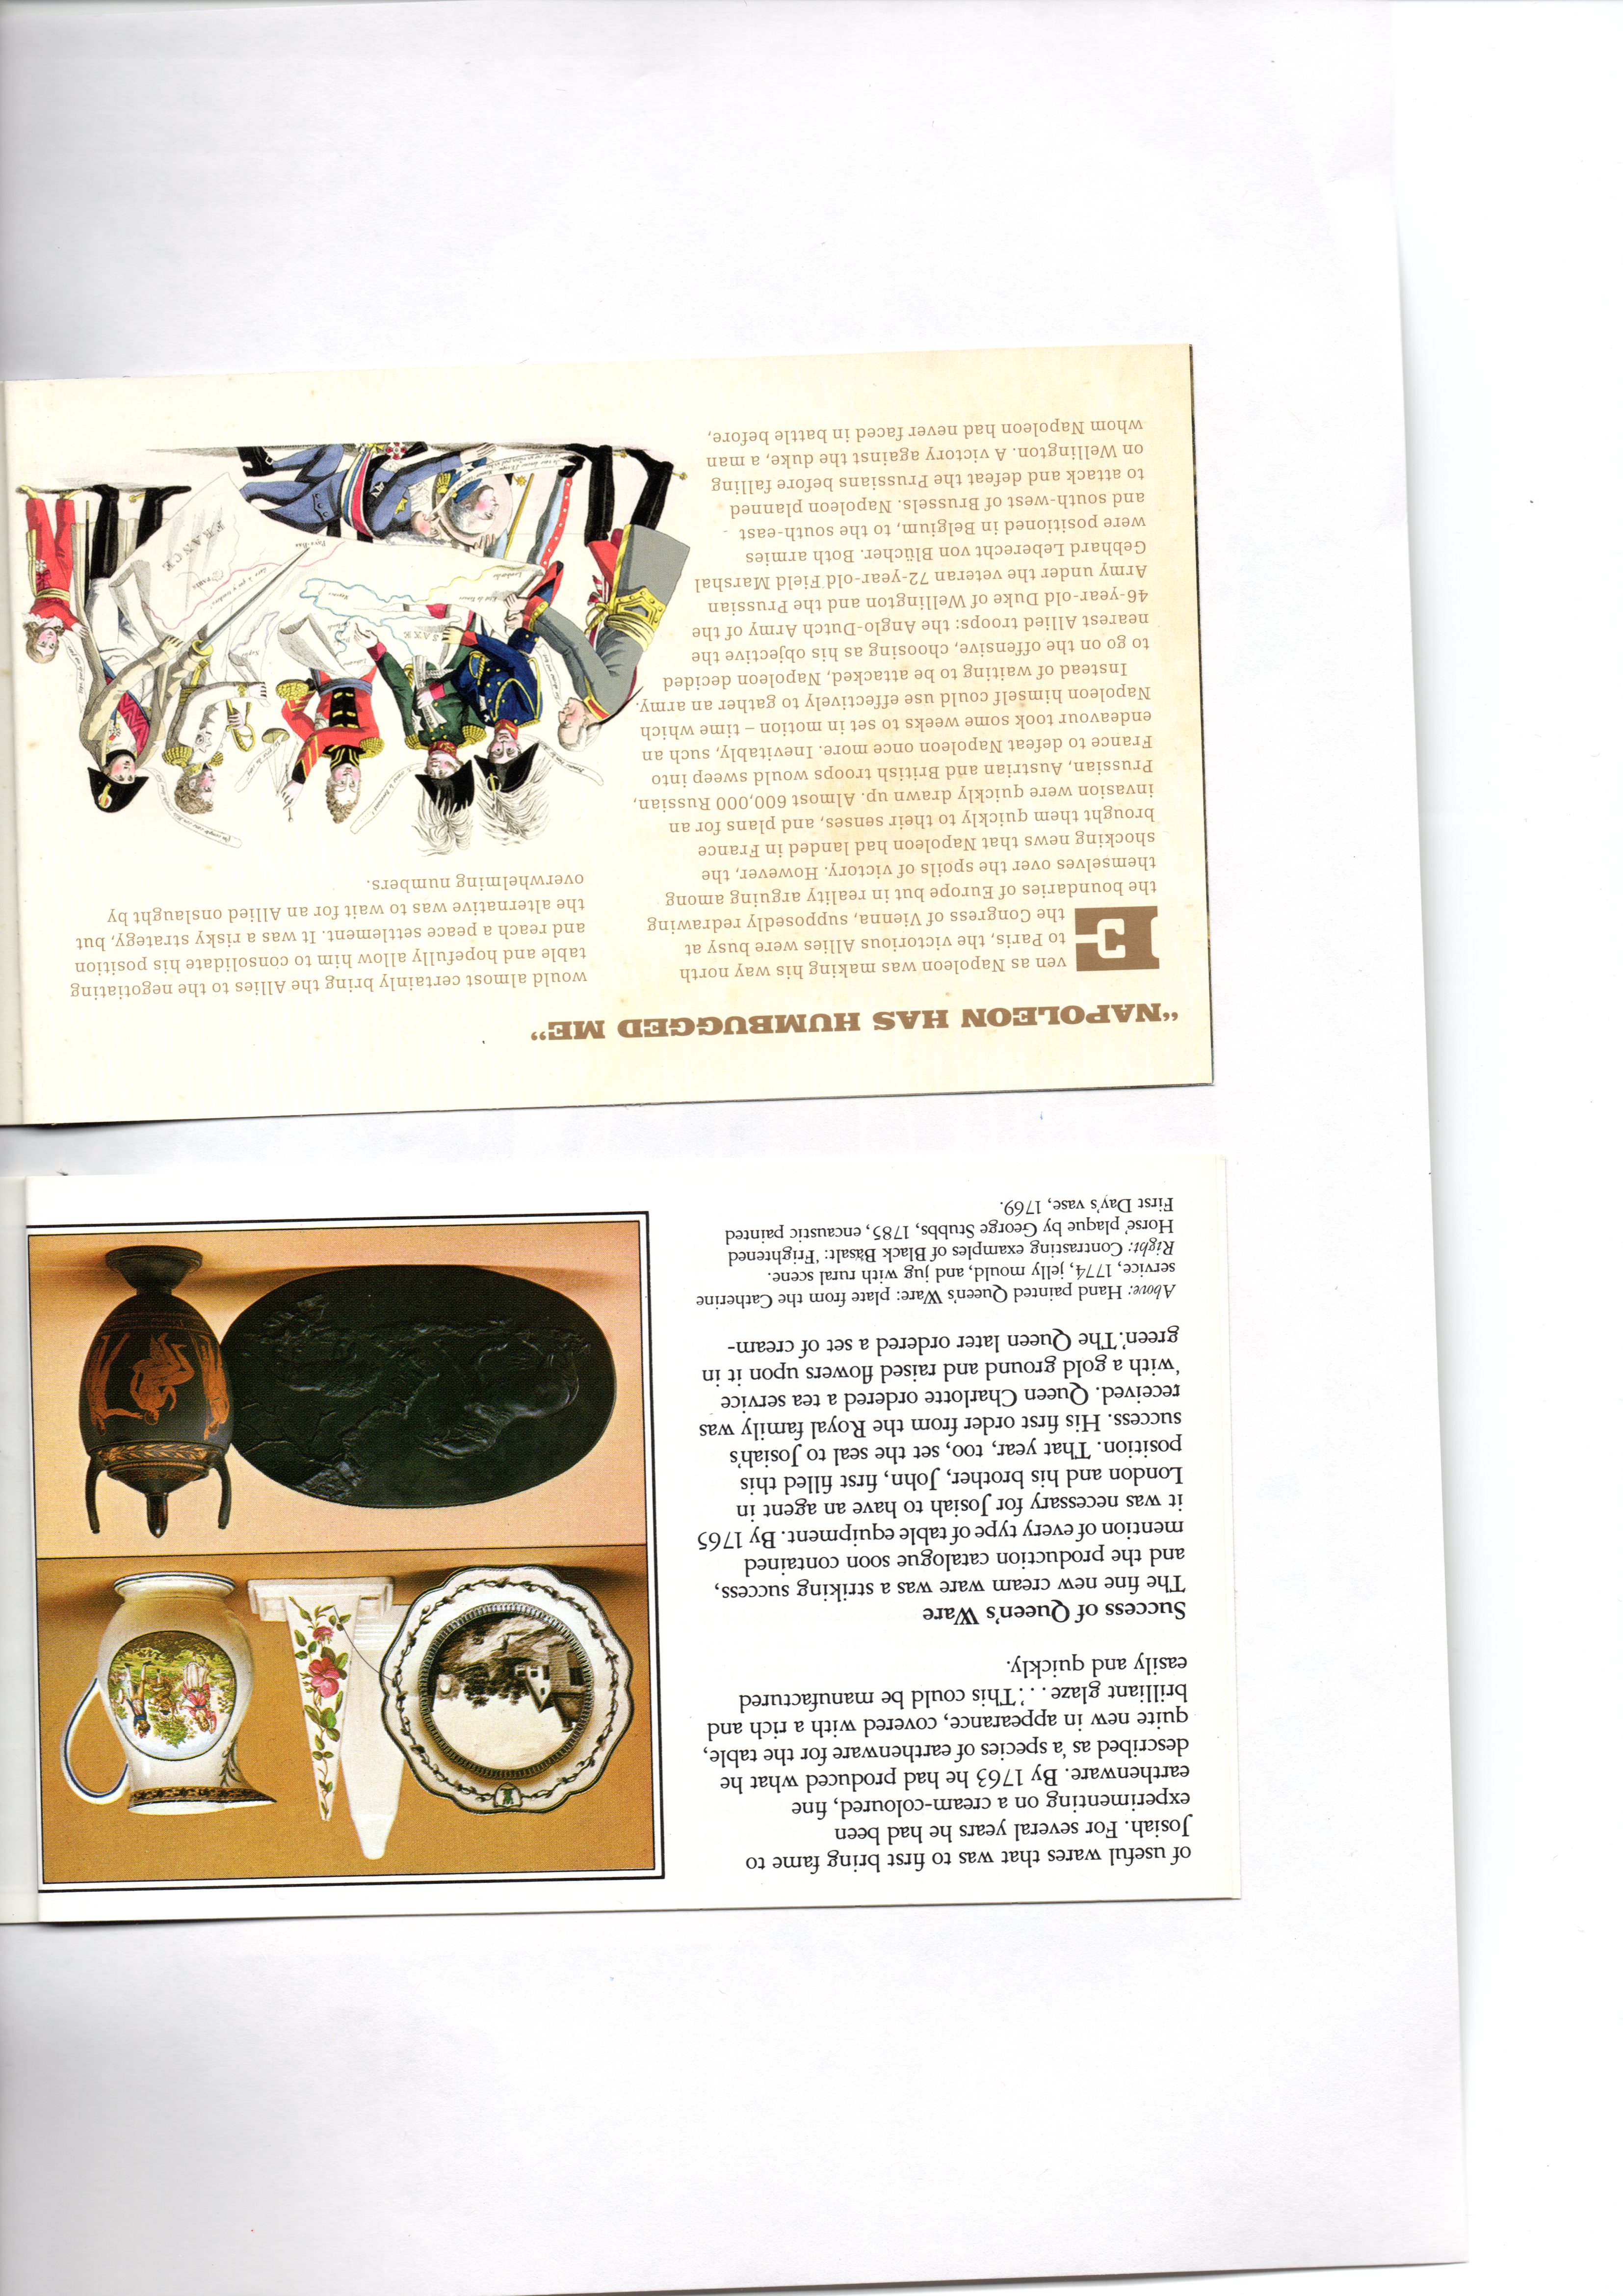 of useful wares that was to first bring fame to
Josiah. For several years he had been
experimenting on a cream-coloured, fine
earthenware. By 1763 he had produced what he
described as ‘a species of earthenware for the table,
quite new in appearance, covered with a rich and
brilliant glaze...’. This could be manufactured
easily and quickly.
Success of Queen’s Ware
The fine new cream ware was a striking success,
and the production catalogue soon contained
mention of every type of table equipment. By 1765
it was necessary for Josiah to have an agent in
London and his brother, John, first filled this
position. That year, too, set the seal to Josiah’s
success. His first order from the Royal family was
received. Queen Charlotte ordered a tea service
‘with a gold ground and raised flowers upon it in
green’. The Queen later ordered a set of cream-
Above: Hand painted Queen’s Ware: plate from the Catherine
service, 1774, jelly mould, and jug with rural scene.
Right: Contrasting examples of Black Basalt: ‘Frightened
Horse’ plaque by George Stubbs, 1785, encaustic painted
First Day’s vase, 1769.
“NAPOLEON HAS HUMBUGGED ME”
Even as Napoleon was making his way north
to Paris, the victorious Allies were busy at
the Congress of Vienna, supposedly redrawing
the boundaries of Europe but in reality arguing among
themselves over the spoils of victory. However, the
shocking news that Napoleon had landed in France
brought them quickly to their senses, and plans for an
invasion were quickly drawn up. Almost 600,000 Russian,
Prussian, Austrian and British troops would sweep into
France to defeat Napoleon once more. Inevitably, such an
endeavour took some weeks to set in motion – time which
Napoleon himself could use effectively to gather an army.
Instead of waiting to be attacked, Napoleon decided
to go on the offensive, choosing as his objective the
nearest Allied troops: the Anglo-Dutch Army of the
46-year-old Duke of Wellington and the Prussian
Army under the veteran 72-year-old Field Marshal
Gebhard Leberecht von Blücher. Both armies
were positioned in Belgium, to the south-east
and south-west of Brussels. Napoleon planned
to attack and defeat the Prussians before falling
on Wellington. A victory against the duke, a man
whom Napoleon had never faced in battle before,
would almost certainly bring the Allies to the negotiating
table and hopefully allow him to consolidate his position
and reach a peace settlement. It was a risky strategy, but
the alternative was to wait for an Allied onslaught by
overwhelming numbers.
SAXE
Lombardie
PARIS
FRANCE